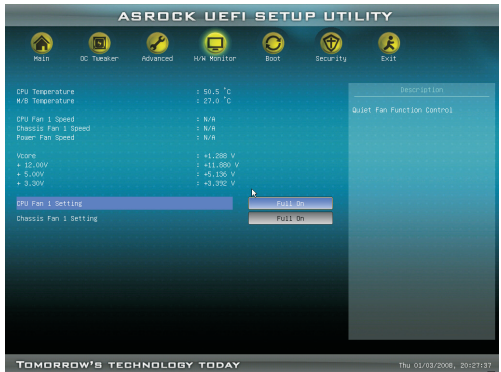 ASROCK UEFI SETUP UTILITY
Main OC Tweaker Advanced H/W Monitor Boot Security Exit
Description
CPU Temperature : 50.5 °C
M/B Temperature : 27.0 °C
Quiet Fan Function Control
CPU Fan 1 Speed : N/A
Chassis Fan 1 Speed : N/A
Power Fan Speed : N/A
Vcore : +1.288 V
+ 12.00V : +11.880 V
+ 5.00V : +5.136 V
+ 3.30V : +3.392 V
CPU Fan 1 Setting Full On
Chassis Fan 1 Setting Full On
TOMORROW'S TECHNOLOGY TODAY
Thu 01/03/2008, 20:27:37